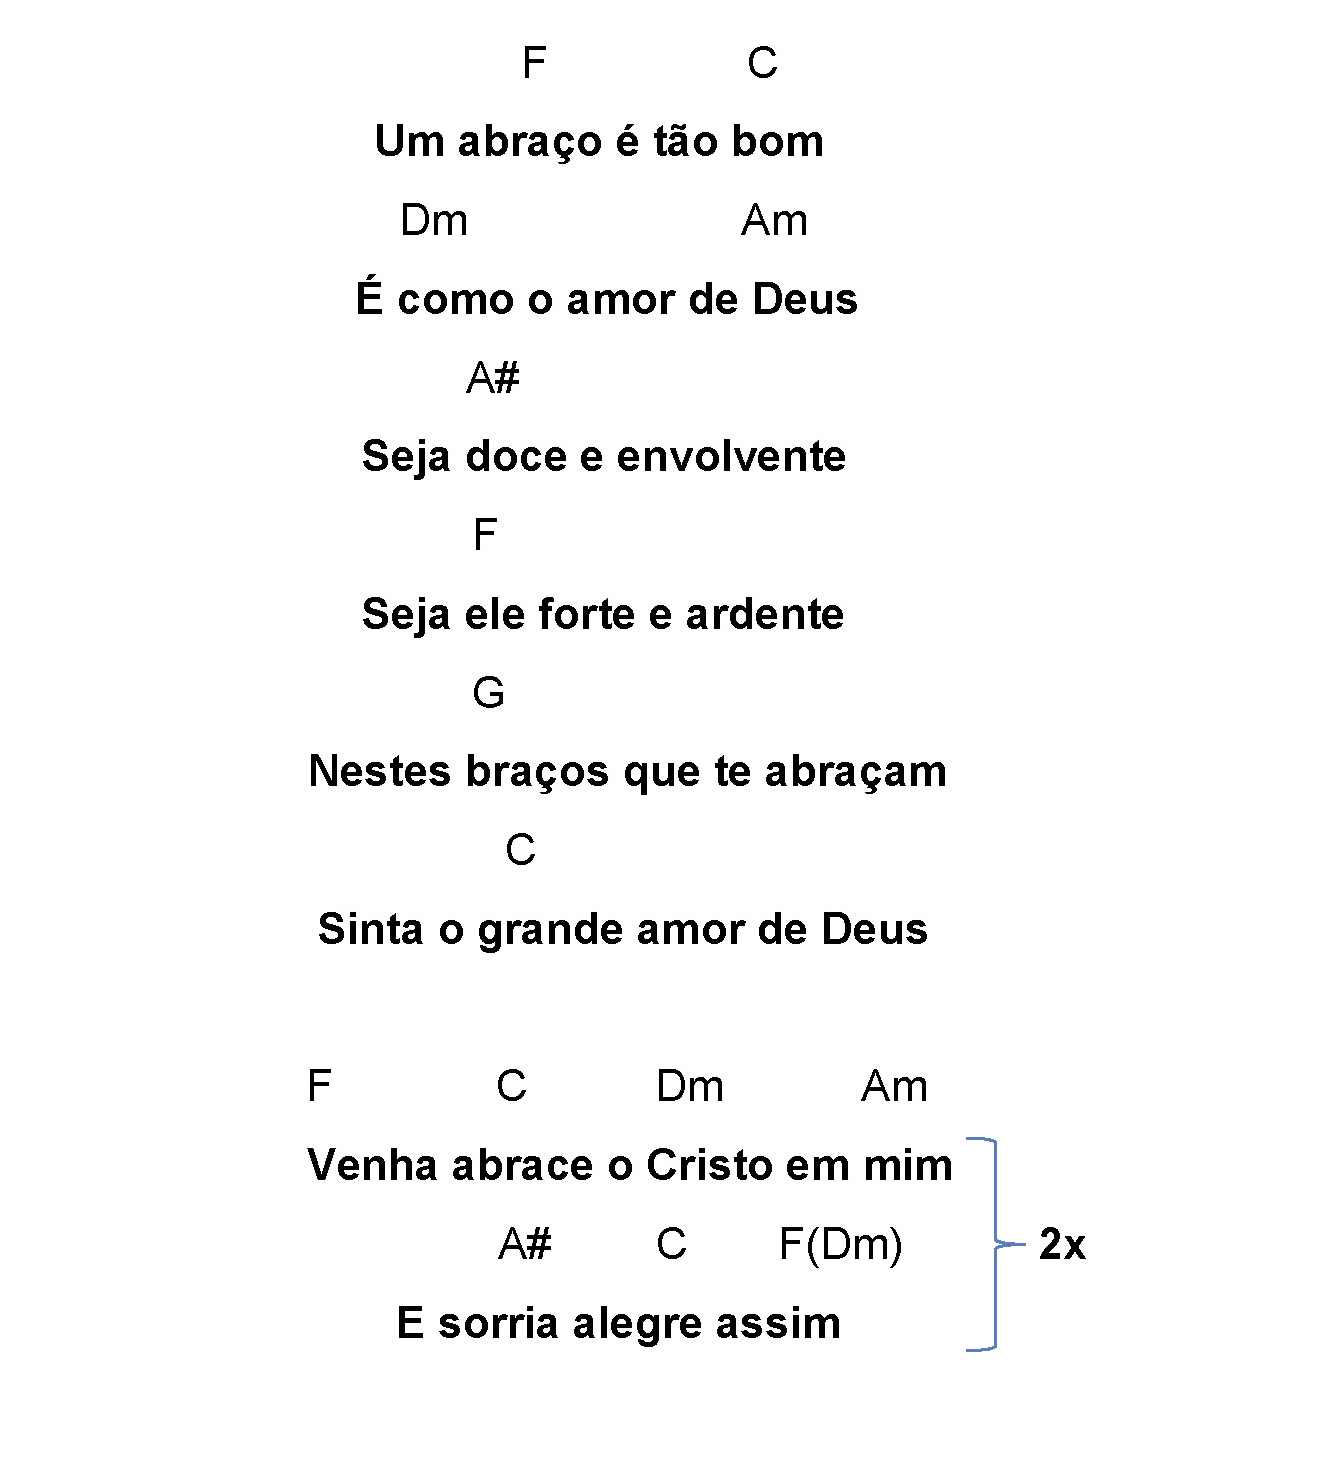 F C
Um abraço é tão bom
Dm Am
É como o amor de Deus
A#
Seja doce e envolvente
F
Seja ele forte e ardente
G
Nestes braços que te abraçam
C
Sinta o grande amor de Deus
F C Dm Am
Venha abrace o Cristo em mim
A# C F(Dm)
2x
E sorria alegre assim